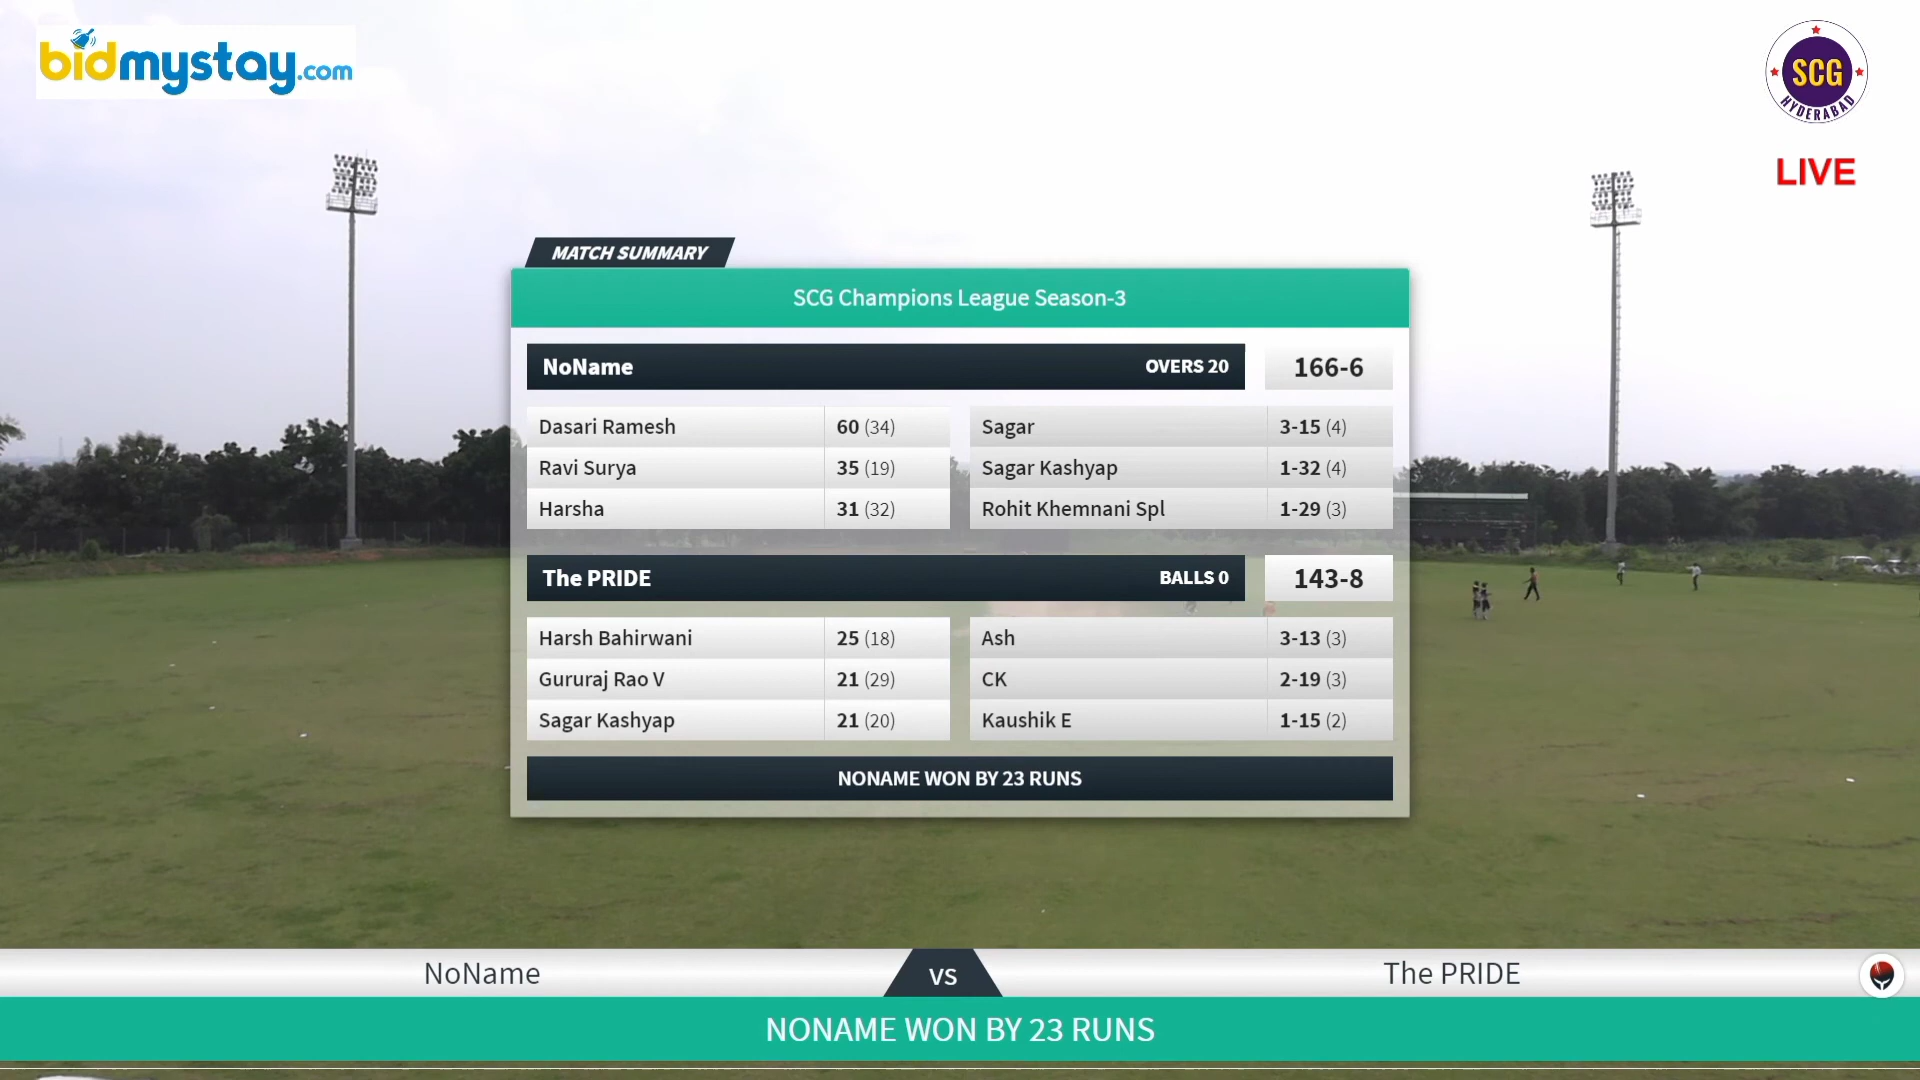 bidmystay.com
SCG
HYDERABAD
LIVE
MATCH SUMMARY
SCG Champions League Season-3
NoName OVERS 20 166-6
Dasari Ramesh 60 (34) Sagar 3-15 (4)
Ravi Surya 35 (19) Sagar Kashyap 1-32 (4)
Harsha 31 (32) Rohit Khemnani Spl 1-29 (3)
The PRIDE BALLS 0 143-8
Harsh Bahirwani 25 (18) Ash 3-13 (3)
Gururaj Rao V 21 (29) CK 2-19 (3)
Sagar Kashyap 21 (20) Kaushik E 1-15 (2)
NONAME WON BY 23 RUNS
NoName VS The PRIDE
NONAME WON BY 23 RUNS